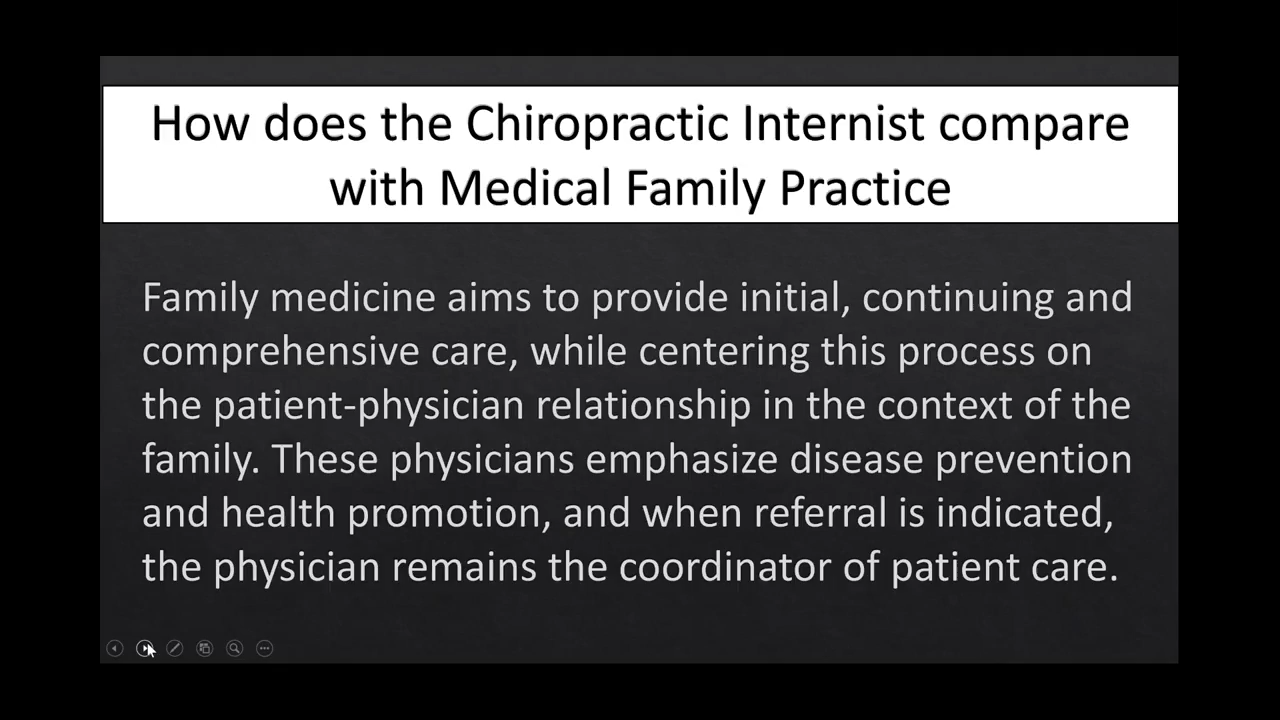 How does the Chiropractic Internist compare
with Medical Family Practice
Family medicine aims to provide initial, continuing and
comprehensive care, while centering this process on
the patient-physician relationship in the context of the
family. These physicians emphasize disease prevention
and health promotion, and when referral is indicated,
the physician remains the coordinator of patient care.